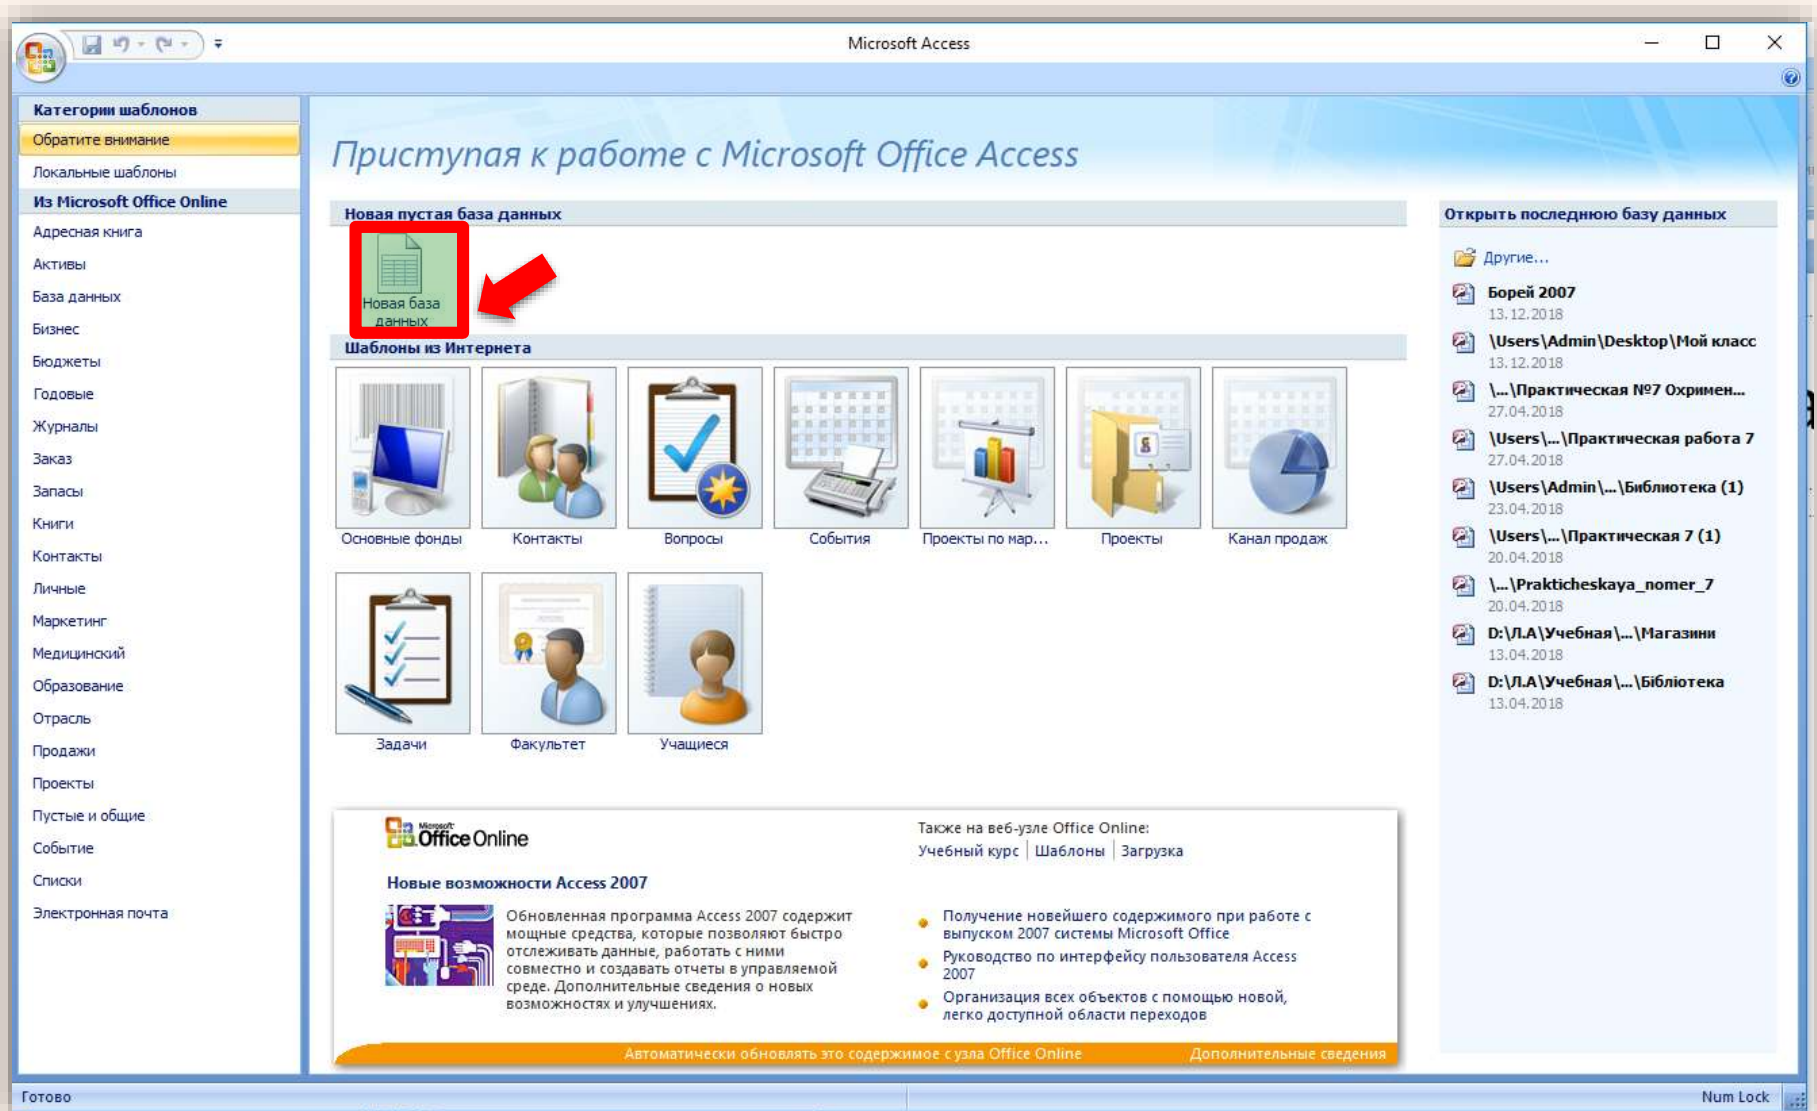 Microsoft Access
Категории шаблонов
Обратите внимание
Локальные шаблоны
Из Microsoft Office Online
Адресная книга
Активы
База данных
Бизнес
Бюджеты
Годовые
Журналы
Заказ
Запасы
Книги
Контакты
Личные
Маркетинг
Медицинский
Образование
Отрасль
Продажи
Проекты
Пустые и общие
Событие
Списки
Электронная почта
Приступая к работе с Microsoft Office Access
Новая пустая база данных
Новая база
данных
Шаблоны из Интернета
Основные фонды
Контакты
Вопросы
События
Проекты по мар...
Проекты
Канал продаж
Задачи
Факультет
Учащиеся
Microsoft
Office Online
Новые возможности Access 2007
Обновленная программа Access 2007 содержит
мощные средства, которые позволяют быстро
отслеживать данные, работать с ними
совместно и создавать отчеты в управляемой
среде. Дополнительные сведения о новых
возможностях и улучшениях.
Также на веб-узле Office Online:
Учебный курс | Шаблоны | Загрузка
Получение новейшего содержимого при работе с
выпуском 2007 системы Microsoft Office
Руководство по интерфейсу пользователя Access
2007
Организация всех объектов с помощью новой,
легко доступной области переходов
Автоматически обновлять это содержимое с узла Office Online
Дополнительные сведения
Открыть последнюю базу данных
Другие...
Борей 2007
13.12.2018
\Users\Admin\Desktop\Мой класс
13.12.2018
\...\Практическая №7 Охримен...
27.04.2018
\Users\...\Практическая работа 7
27.04.2018
\Users\Admin\...\Библиотека (1)
23.04.2018
\Users\...\Практическая 7 (1)
20.04.2018
\...\Prakticheskaya_nomer_7
20.04.2018
D:\Л.А\Учебная\...\Магазини
13.04.2018
D:\Л.А\Учебная\...\Бібліотека
13.04.2018
Готово
Num Lock